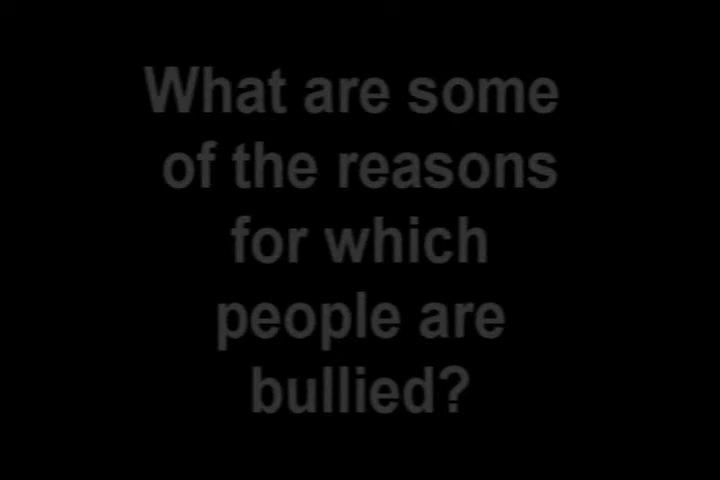 What are some
of the reasons
for which
people are
bullied?